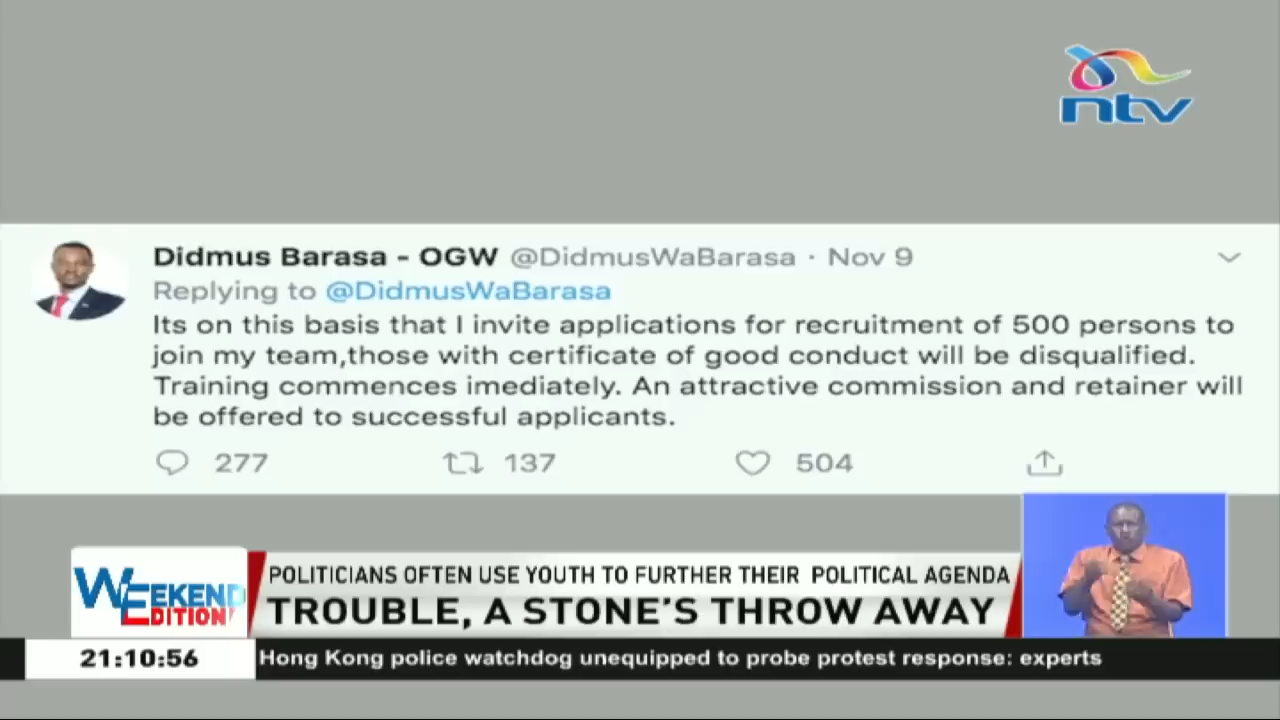 ntv
Didmus Barasa - OGW @DidmusWaBarasa · Nov 9
Replying to @DidmusWaBarasa
Its on this basis that I invite applications for recruitment of 500 persons to
join my team,those with certificate of good conduct will be disqualified.
Training commences imediately. An attractive commission and retainer will
be offered to successful applicants.
277 137 504
WEEKEND
EDITION
POLITICIANS OFTEN USE YOUTH TO FURTHER THEIR POLITICAL AGENDA
TROUBLE, A STONE'S THROW AWAY
21:10:56 Hong Kong police watchdog unequipped to probe protest response: experts